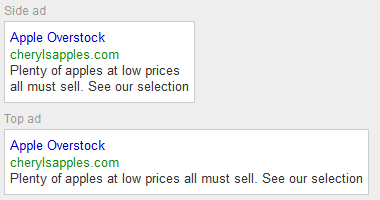 Side ad
Apple Overstock
cherylsapples.com
Plenty of apples at low prices
all must sell. See our selection
Top ad
Apple Overstock
cherylsapples.com
Plenty of apples at low prices all must sell. See our selection